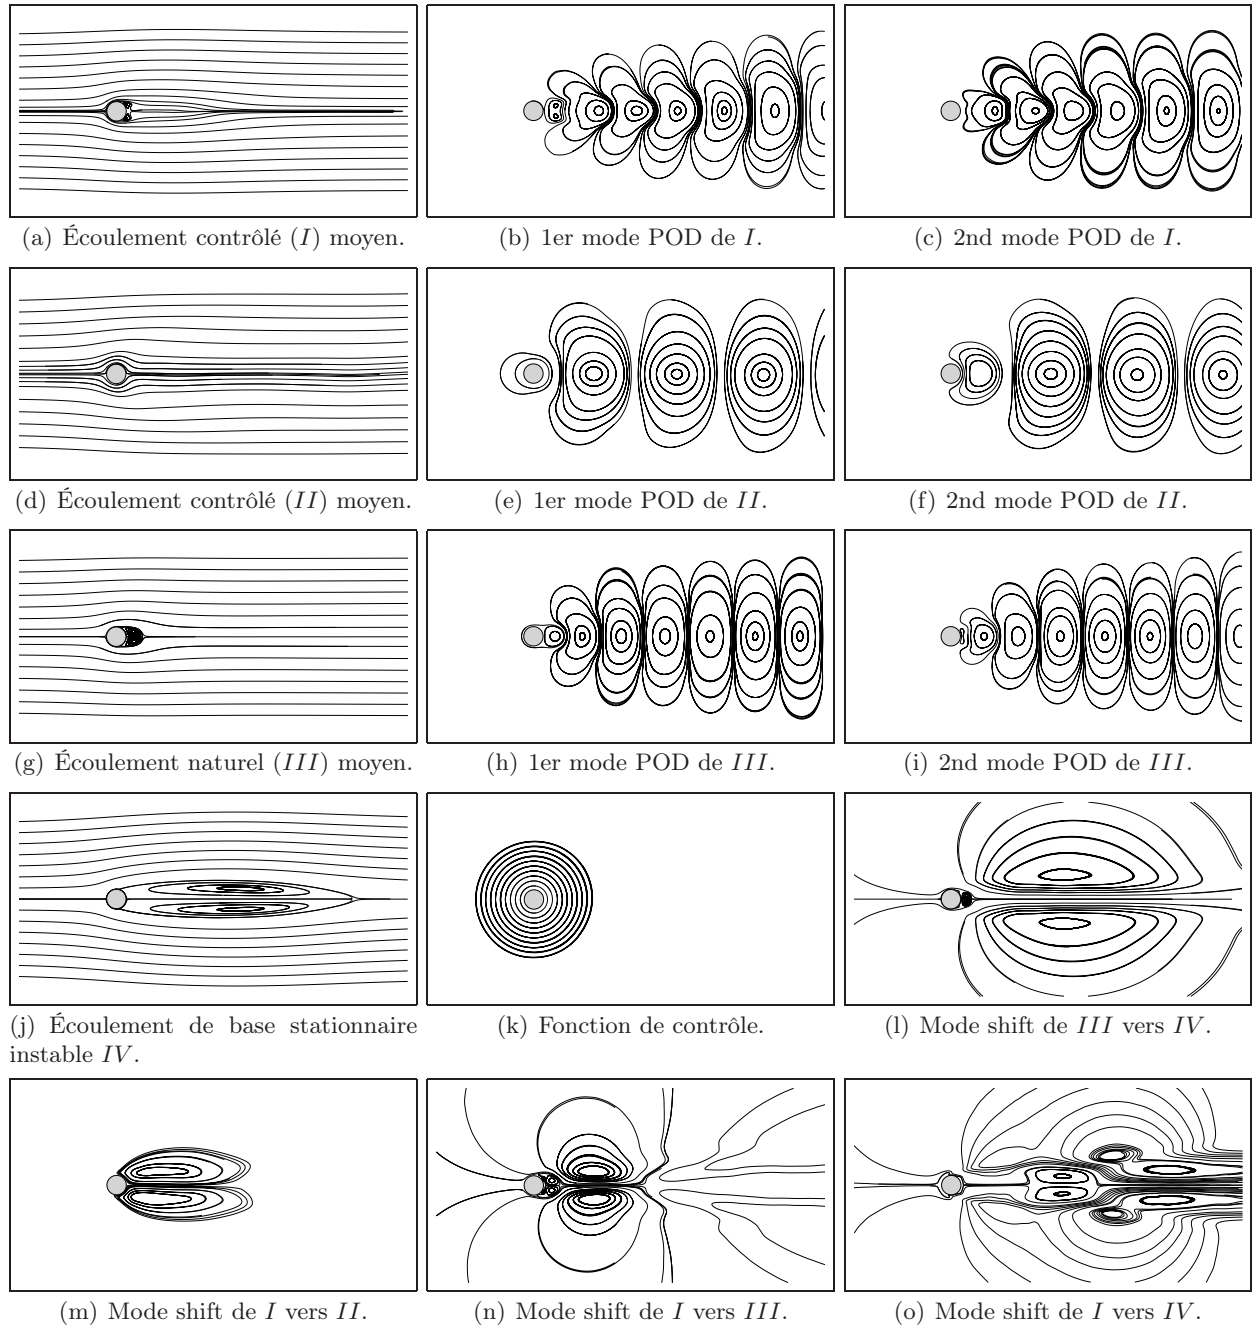 (a) Écoulement contrôlé (I) moyen.
(b) 1er mode POD de I.
(c) 2nd mode POD de I.
(d) Écoulement contrôlé (II) moyen.
(e) 1er mode POD de II.
(f) 2nd mode POD de II.
(g) Écoulement naturel (III) moyen.
(h) 1er mode POD de III.
(i) 2nd mode POD de III.
(j) Écoulement de base stationnaire
instable IV.
(k) Fonction de contrôle.
(l) Mode shift de III vers IV.
(m) Mode shift de I vers II.
(n) Mode shift de I vers III.
(o) Mode shift de I vers IV.